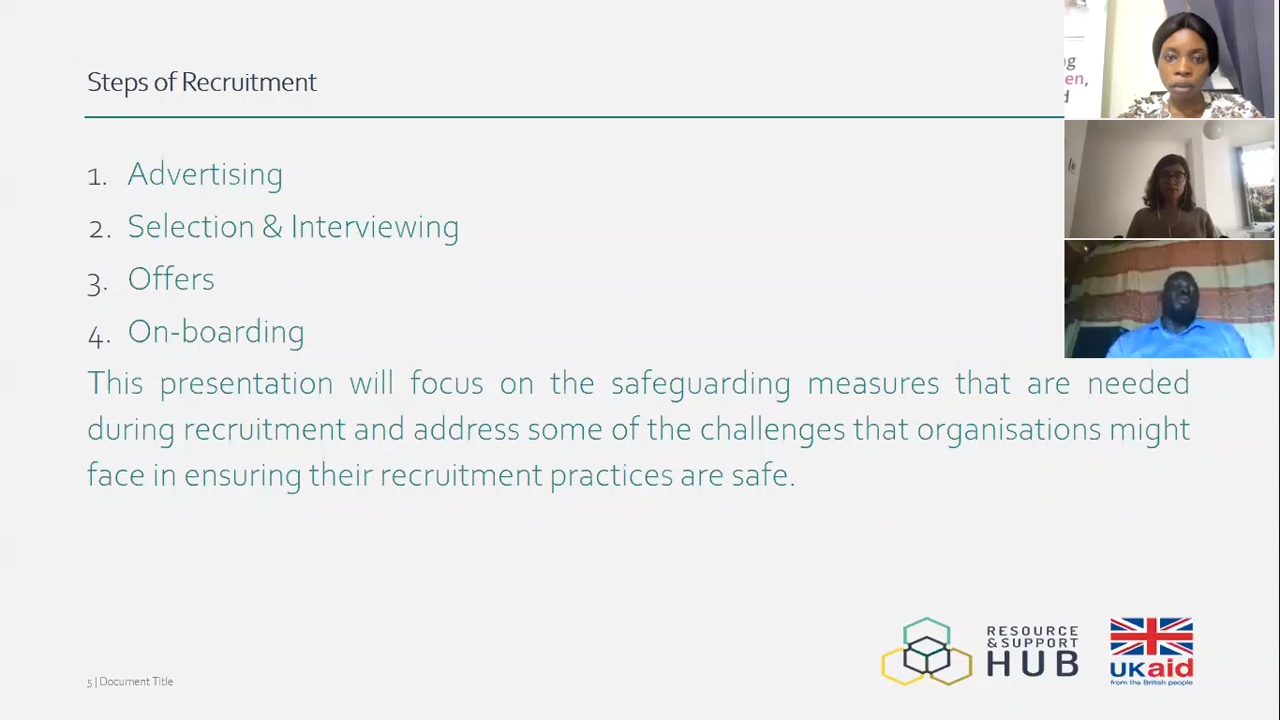 Steps of Recruitment
1. Advertising
2. Selection & Interviewing
3. Offers
4. On-boarding
This presentation will focus on the safeguarding measures that are needed
during recruitment and address some of the challenges that organisations might
face in ensuring their recruitment practices are safe.
5 | Document Title
RESOURCE
& SUPPORT
HUB
UKaid
from the British people